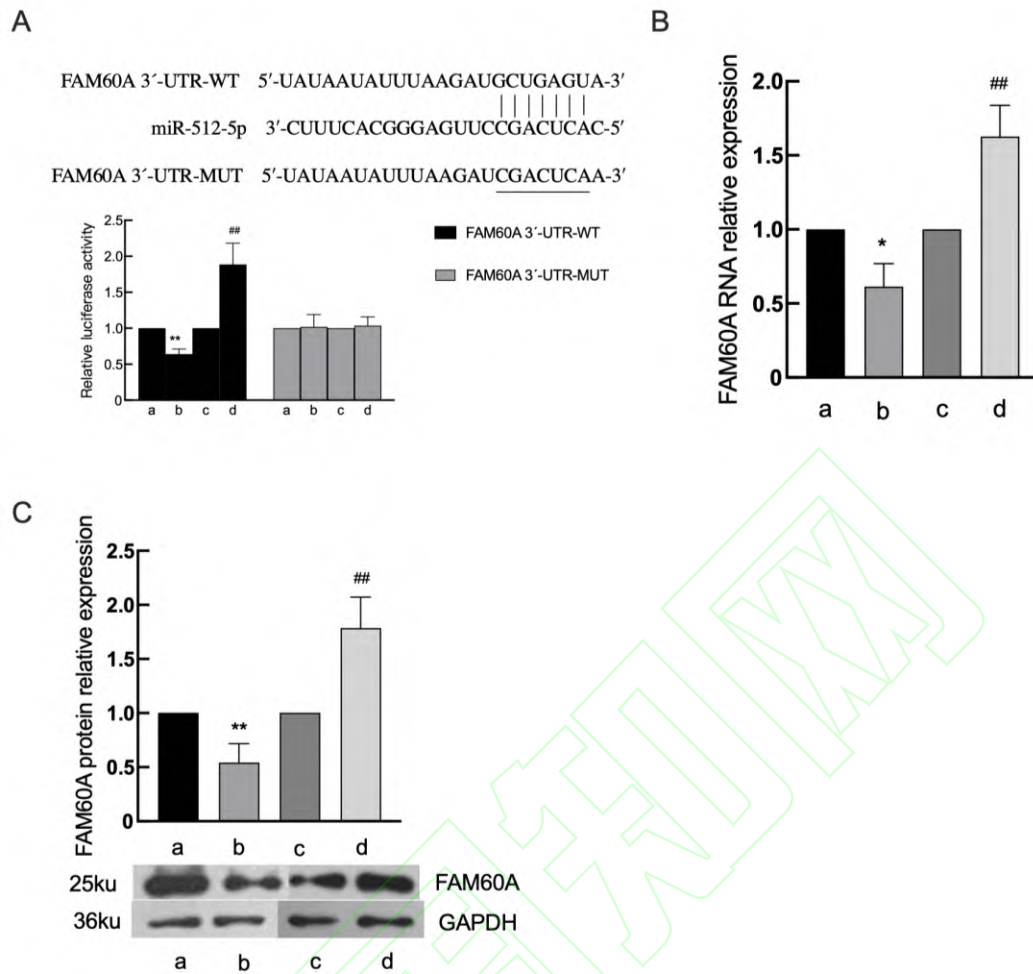 A
FAM60A 3´-UTR-WT 5′-UAUAAUAUUUAAGAUGCUGAGUA-3′
miR-512-5p 3′-CUUUCACGGGAGUUCCGACUCAC-5′
FAM60A 3´-UTR-MUT 5′-UAUAAUAUUUAAGAUCGACUCAA-3′
Relative luciferase activity
2.5
2.0
1.5
1.0
0.5
0
**
##
a b c d a b c d
FAM60A 3´-UTR-WT
FAM60A 3´-UTR-MUT
B
FAM60A RNA relative expression
2.0
1.5
1.0
0.5
0
*
##
a b c d
C
FAM60A protein relative expression
2.5
2.0
1.5
1.0
0.5
0
**
##
a b c d
25ku FAM60A
36ku GAPDH
a b c d